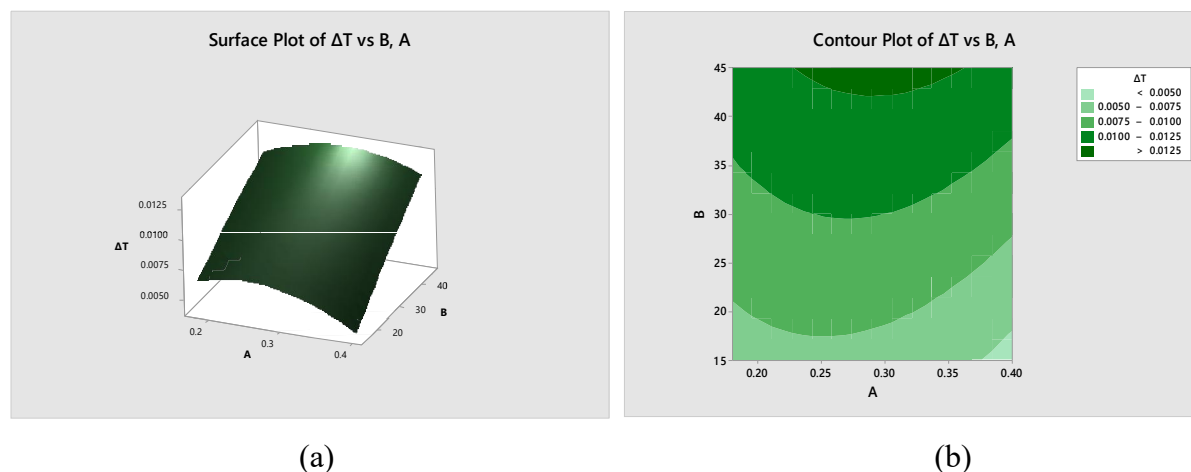 Surface Plot of ΔT vs B, A
0.0125
0.0100
ΔT
0.0075
0.0050
0.2
0.3
A
0.4
20
30
40
B
(a)
Contour Plot of ΔT vs B, A
45
40
35
30
25
20
15
B
0.20 0.25 0.30 0.35 0.40
A
ΔT
< 0.0050
0.0050 – 0.0075
0.0075 – 0.0100
0.0100 – 0.0125
> 0.0125
(b)